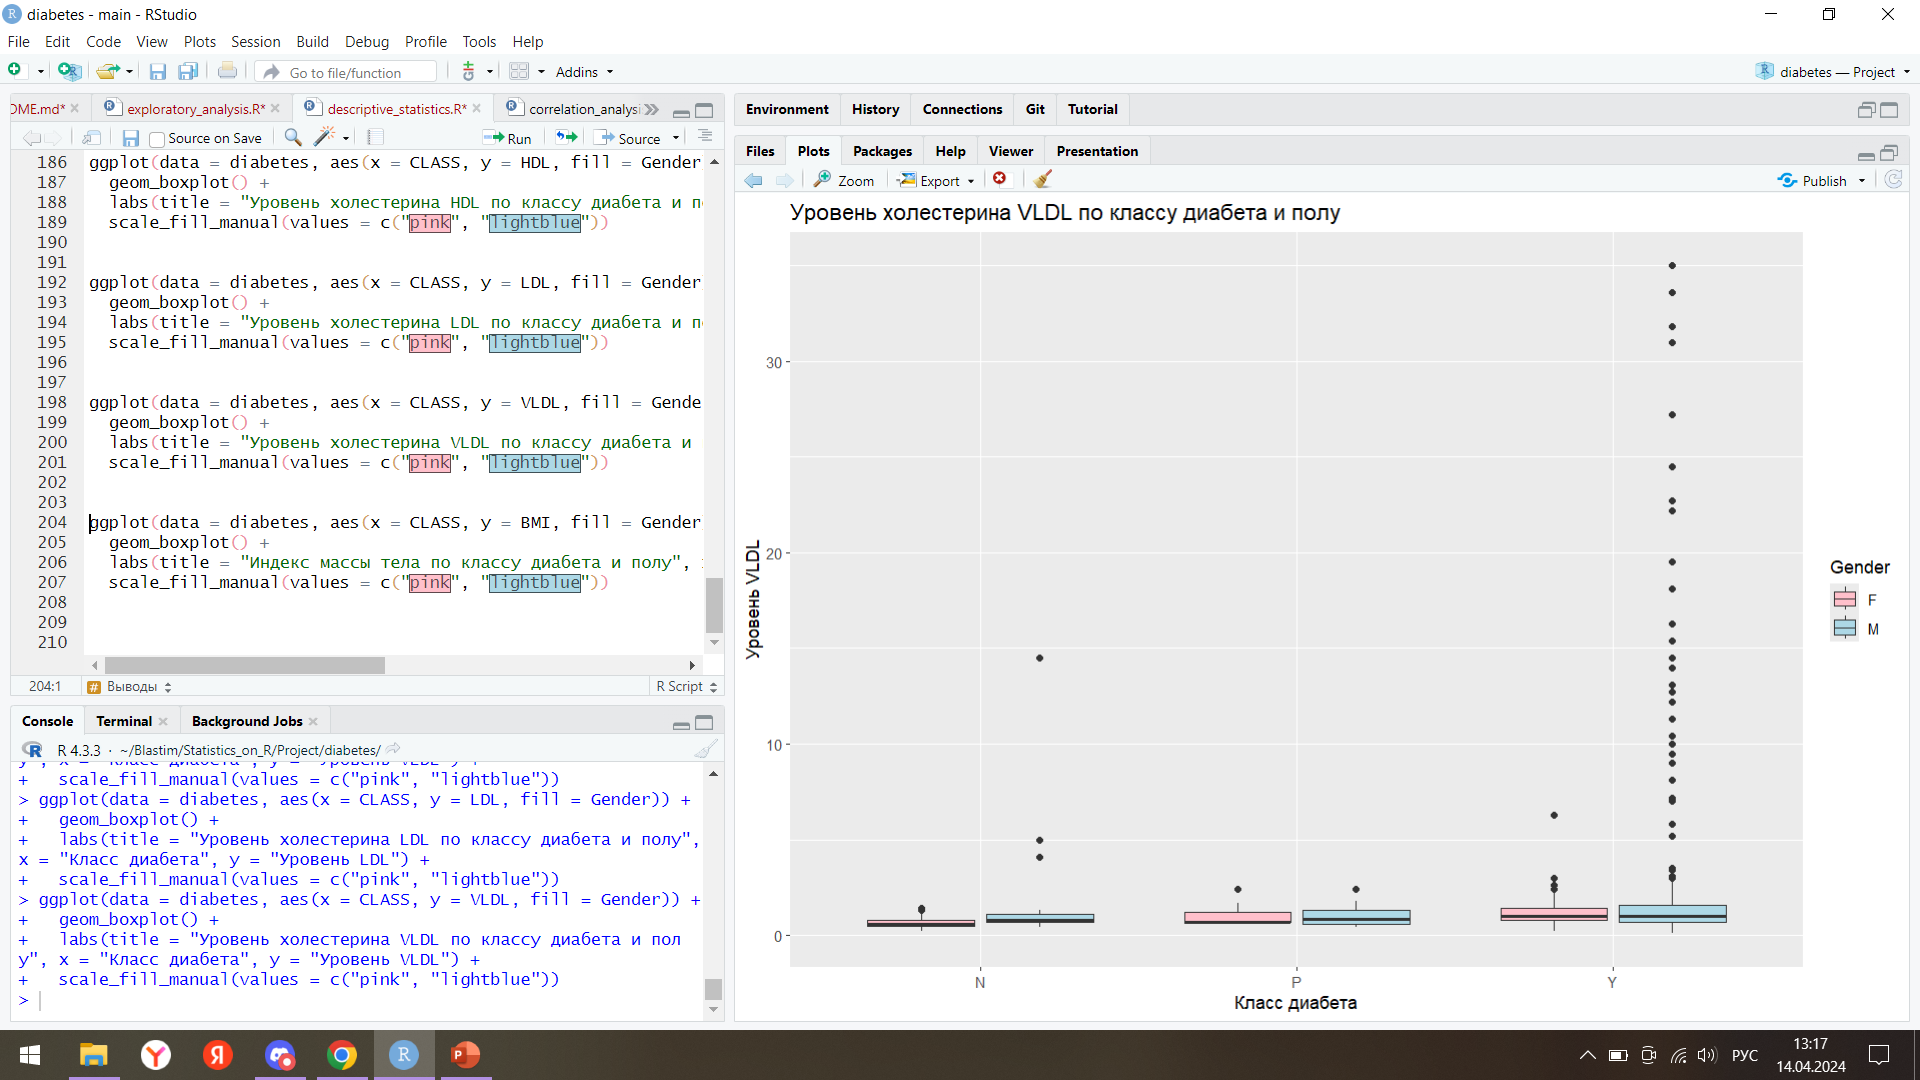 diabetes - main - RStudio
File Edit Code View Plots Session Build Debug Profile Tools Help
Go to file/function Addins diabetes — Project
OME.md* exploratory_analysis.R* descriptive_statistics.R* correlation_analysi
Source on Save Run Source
186 ggplot(data = diabetes, aes(x = CLASS, y = HDL, fill = Gender
187 geom_boxplot() +
188 labs(title = "Уровень холестерина HDL по классу диабета и п
189 scale_fill_manual(values = c("pink", "lightblue"))
190
191
192 ggplot(data = diabetes, aes(x = CLASS, y = LDL, fill = Gender
193 geom_boxplot() +
194 labs(title = "Уровень холестерина LDL по классу диабета и п
195 scale_fill_manual(values = c("pink", "lightblue"))
196
197
198 ggplot(data = diabetes, aes(x = CLASS, y = VLDL, fill = Gende
199 geom_boxplot() +
200 labs(title = "Уровень холестерина VLDL по классу диабета и
201 scale_fill_manual(values = c("pink", "lightblue"))
202
203
204 ggplot(data = diabetes, aes(x = CLASS, y = BMI, fill = Gender
205 geom_boxplot() +
206 labs(title = "Индекс массы тела по классу диабета и полу",
207 scale_fill_manual(values = c("pink", "lightblue"))
208
209
210
204:1 # Выводы R Script
Console Terminal Background Jobs
R 4.3.3 · ~/Blastim/Statistics_on_R/Project/diabetes/
у", x = "Класс диабета", y = "Уровень HDL") +
+ scale_fill_manual(values = c("pink", "lightblue"))
> ggplot(data = diabetes, aes(x = CLASS, y = LDL, fill = Gender)) +
+ geom_boxplot() +
+ labs(title = "Уровень холестерина LDL по классу диабета и полу",
x = "Класс диабета", y = "Уровень LDL") +
+ scale_fill_manual(values = c("pink", "lightblue"))
> ggplot(data = diabetes, aes(x = CLASS, y = VLDL, fill = Gender)) +
+ geom_boxplot() +
+ labs(title = "Уровень холестерина VLDL по классу диабета и пол
у", x = "Класс диабета", y = "Уровень VLDL") +
+ scale_fill_manual(values = c("pink", "lightblue"))
>
Environment History Connections Git Tutorial
Files Plots Packages Help Viewer Presentation
Zoom Export Publish
Уровень холестерина VLDL по классу диабета и полу
30
20
10
0
Уровень VLDL
N P Y
Класс диабета
Gender
F
M
РУС
13:17
14.04.2024